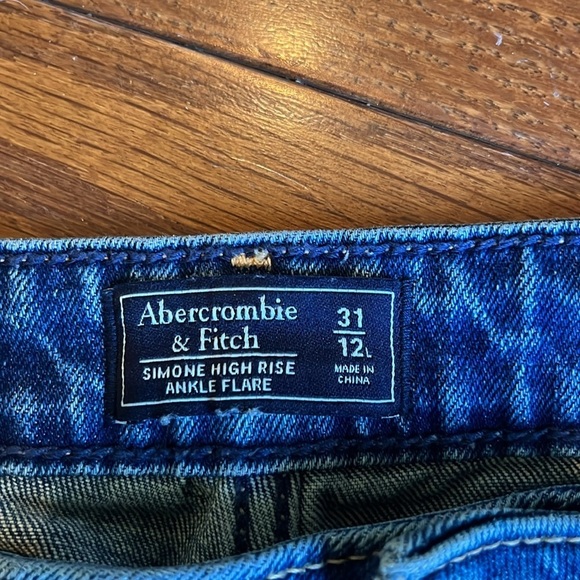 Abercrombie
& Fitch
SIMONE HIGH RISE
ANKLE FLARE
31
12L
MADE IN
CHINA